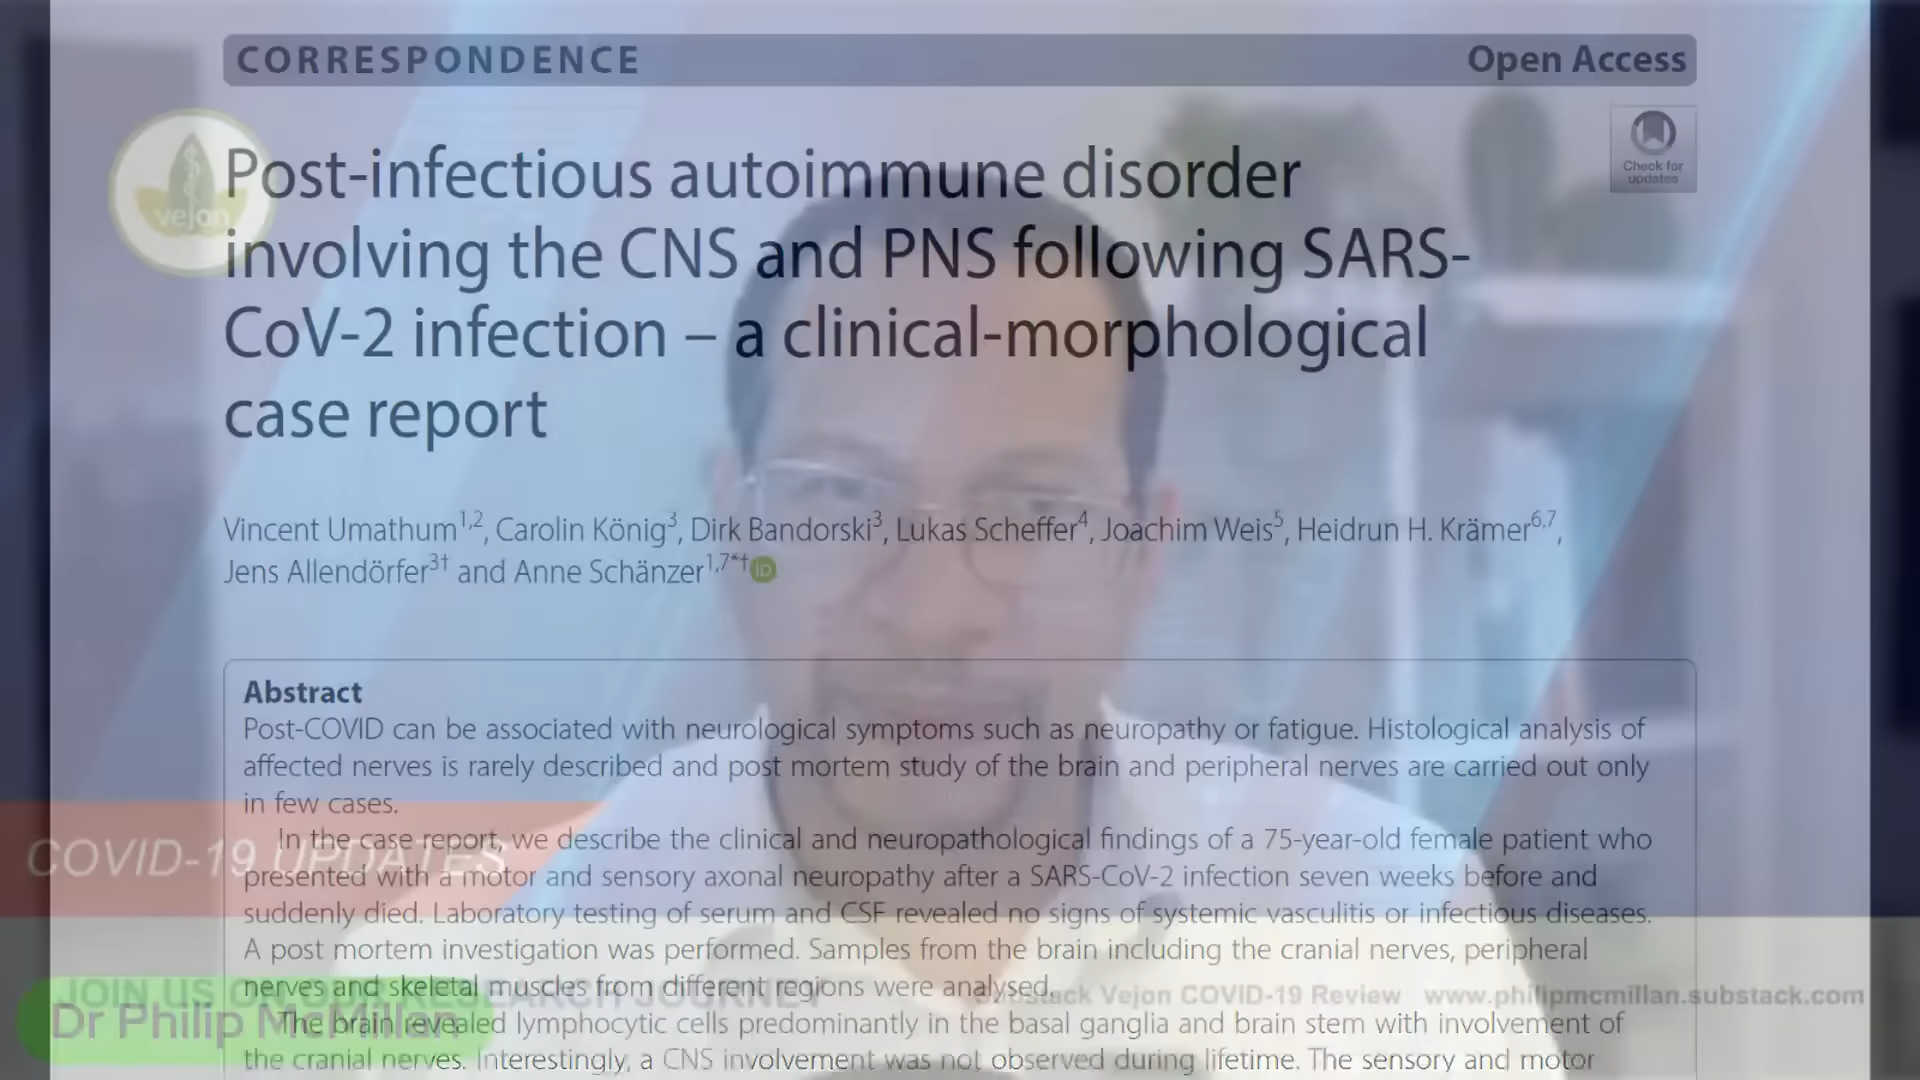 CORRESPONDENCE
Open Access
Check for
updates
vejon
Post-infectious autoimmune disorder
involving the CNS and PNS following SARS-
CoV-2 infection – a clinical-morphological
case report
Vincent Umathum1,2, Carolin König3, Dirk Bandorski3, Lukas Scheffer4, Joachim Weis5, Heidrun H. Krämer6,7,
Jens Allendörfer3† and Anne Schänzer1,7*†
iD
Abstract
Post-COVID can be associated with neurological symptoms such as neuropathy or fatigue. Histological analysis of
affected nerves is rarely described and post mortem study of the brain and peripheral nerves are carried out only
in few cases.
In the case report, we describe the clinical and neuropathological findings of a 75-year-old female patient who
presented with a motor and sensory axonal neuropathy after a SARS-CoV-2 infection seven weeks before and
suddenly died. Laboratory testing of serum and CSF revealed no signs of systemic vasculitis or infectious diseases.
A post mortem investigation was performed. Samples from the brain including the cranial nerves, peripheral
nerves and skeletal muscles from different regions were analysed.
The brain revealed lymphocytic cells predominantly in the basal ganglia and brain stem with involvement of
the cranial nerves. Interestingly, a CNS involvement was not observed during lifetime. The sensory and motor
COVID-19 UPDATES
JOIN US JOURNEY
Vejon COVID-19 Review www.philipmcmillan.substack.com
Dr Philip McMillan